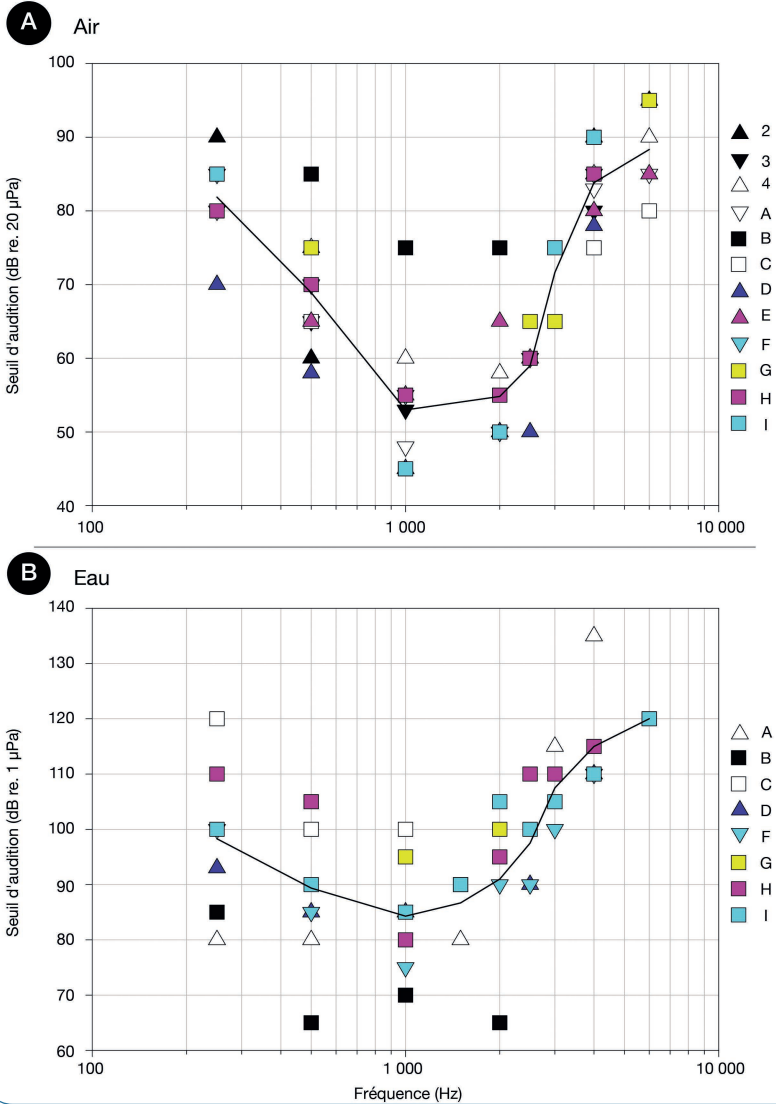 A Air
100
90
80
70
60
50
40
Seuil d'audition (dB re. 20 µPa)
100 1 000 10 000
2
3
4
A
B
C
D
E
F
G
H
I
B Eau
140
130
120
110
100
90
80
70
60
Seuil d'audition (dB re. 1 µPa)
100 1 000 10 000
Fréquence (Hz)
A
B
C
D
F
G
H
I